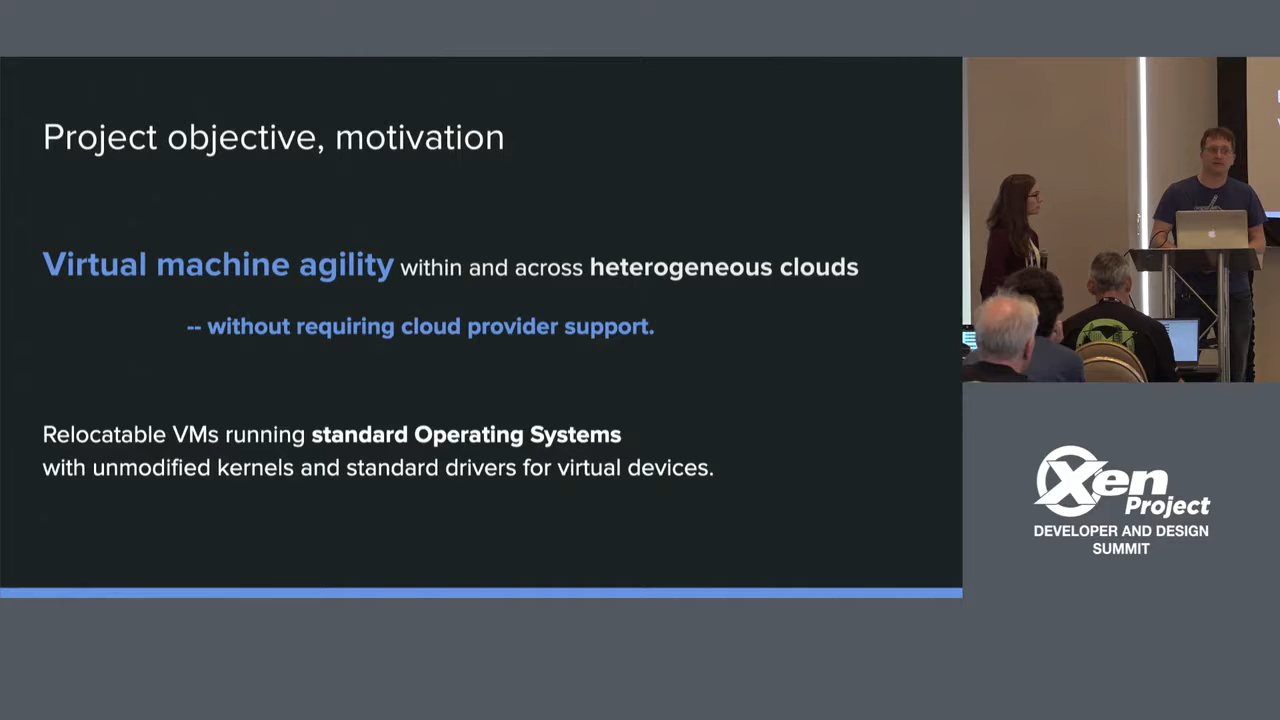 Project objective, motivation
Virtual machine agility within and across heterogeneous clouds
-- without requiring cloud provider support.
Relocatable VMs running standard Operating Systems
with unmodified kernels and standard drivers for virtual devices.
Xen
Project
DEVELOPER AND DESIGN
SUMMIT